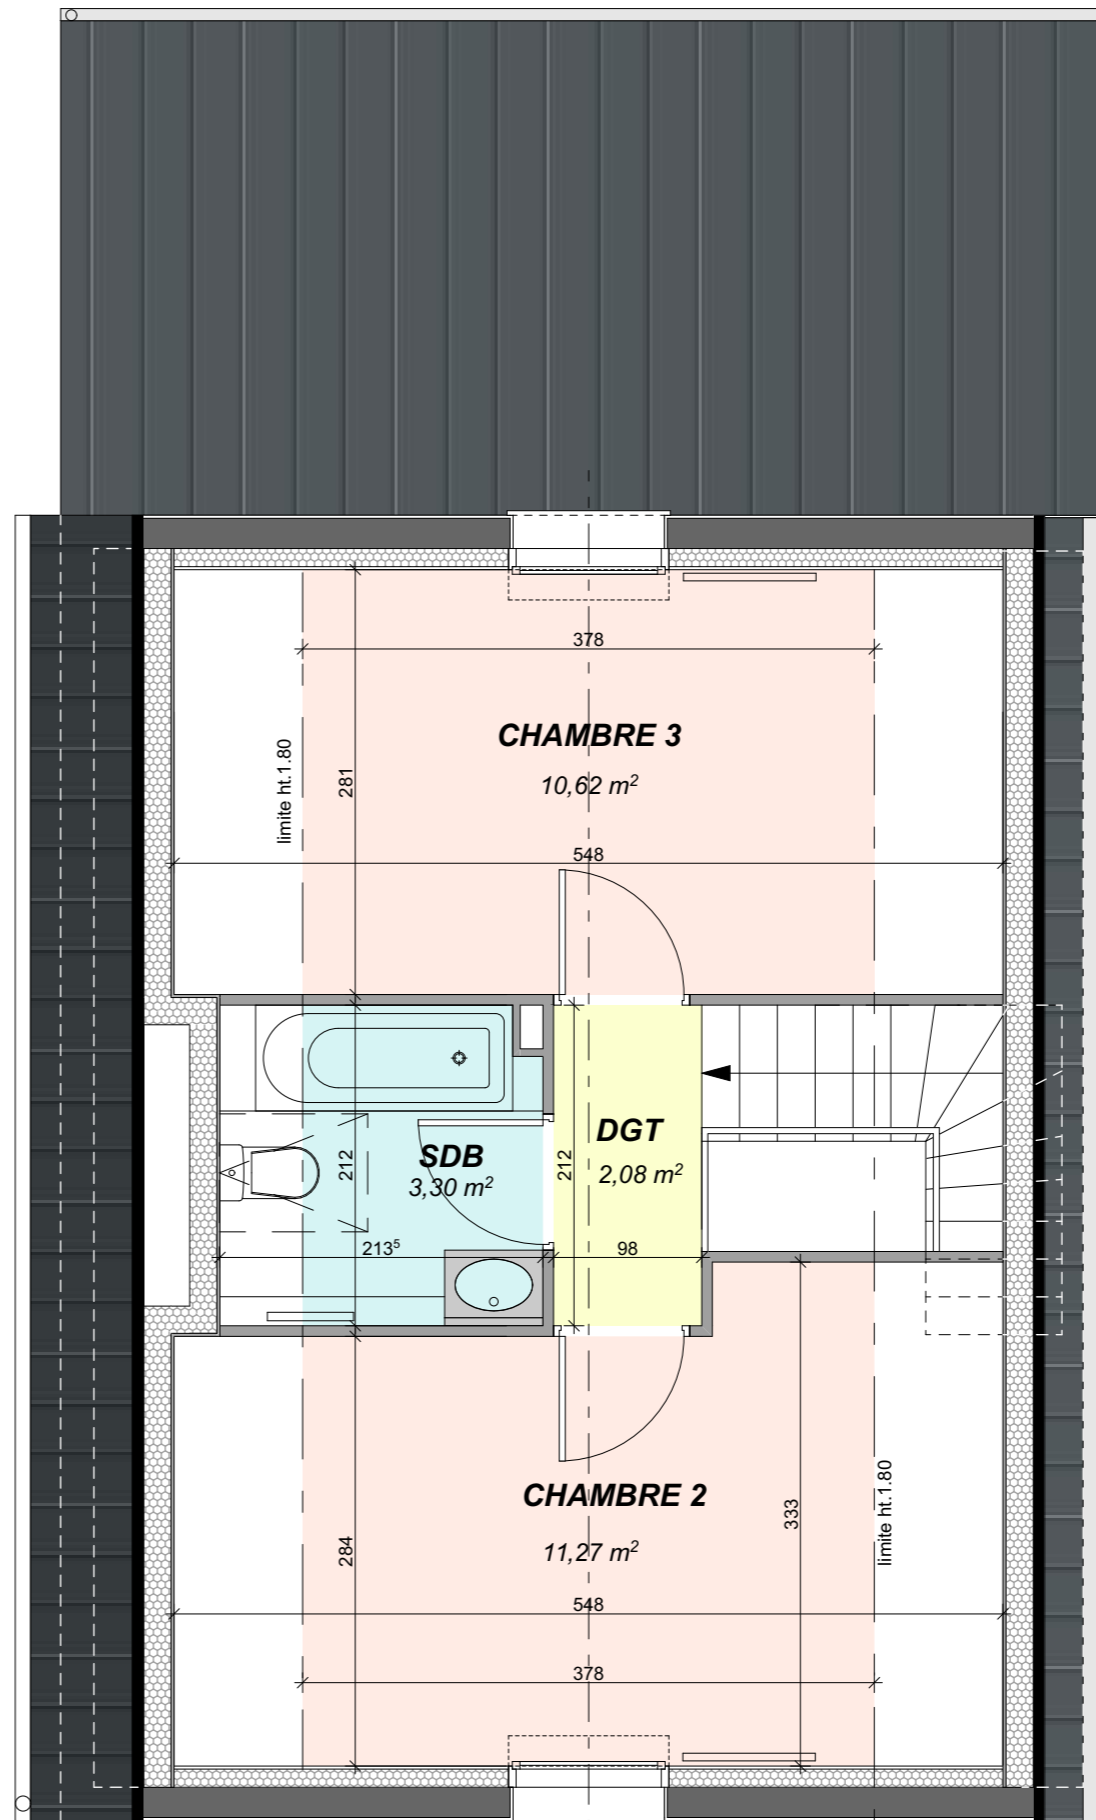 378
limite ht.1.80
281
CHAMBRE 3
10,62 m²
548
SDB
3,30 m²
212
213⁵
DGT
2,08 m²
212
98
CHAMBRE 2
11,27 m²
284
333
limite ht.1.80
548
378